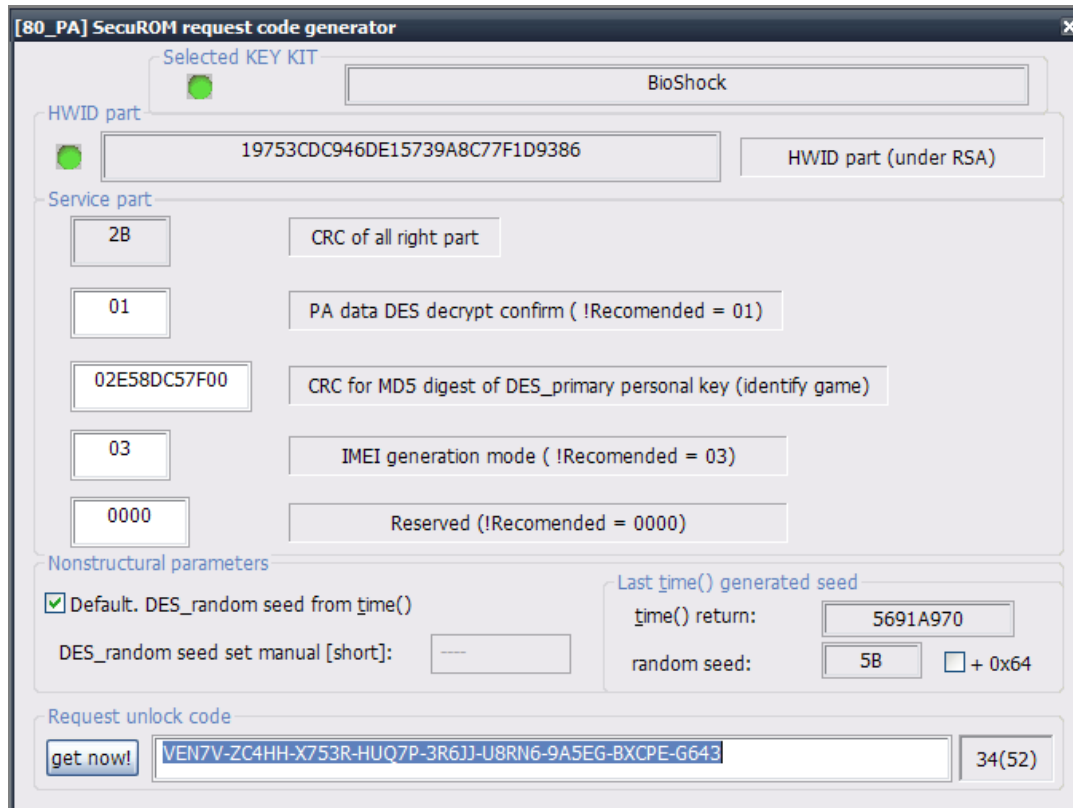 [80_PA] SecuROM request code generator
Selected KEY KIT
BioShock
HWID part
19753CDC946DE15739A8C77F1D9386
HWID part (under RSA)
Service part
2B CRC of all right part
01 PA data DES decrypt confirm ( !Recomended = 01)
02E58DC57F00 CRC for MD5 digest of DES_primary personal key (identify game)
03 IMEI generation mode ( !Recomended = 03)
0000 Reserved (!Recomended = 0000)
Nonstructural parameters
Default. DES_random seed from time()
DES_random seed set manual [short]: ----
Last time() generated seed
time() return: 5691A970
random seed: 5B + 0x64
Request unlock code
get now! VEN7V-ZC4HH-X753R-HUQ7P-3R6JJ-U8RN6-9A5EG-BXCPE-G643 34(52)